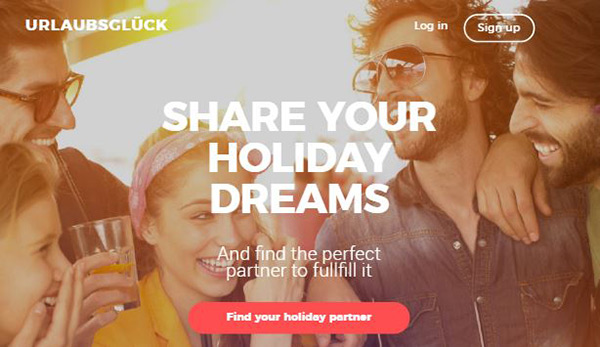 URLAUBSGLÜCK
Log in
Sign up
SHARE YOUR
HOLIDAY
DREAMS
And find the perfect
partner to fullfill it
Find your holiday partner